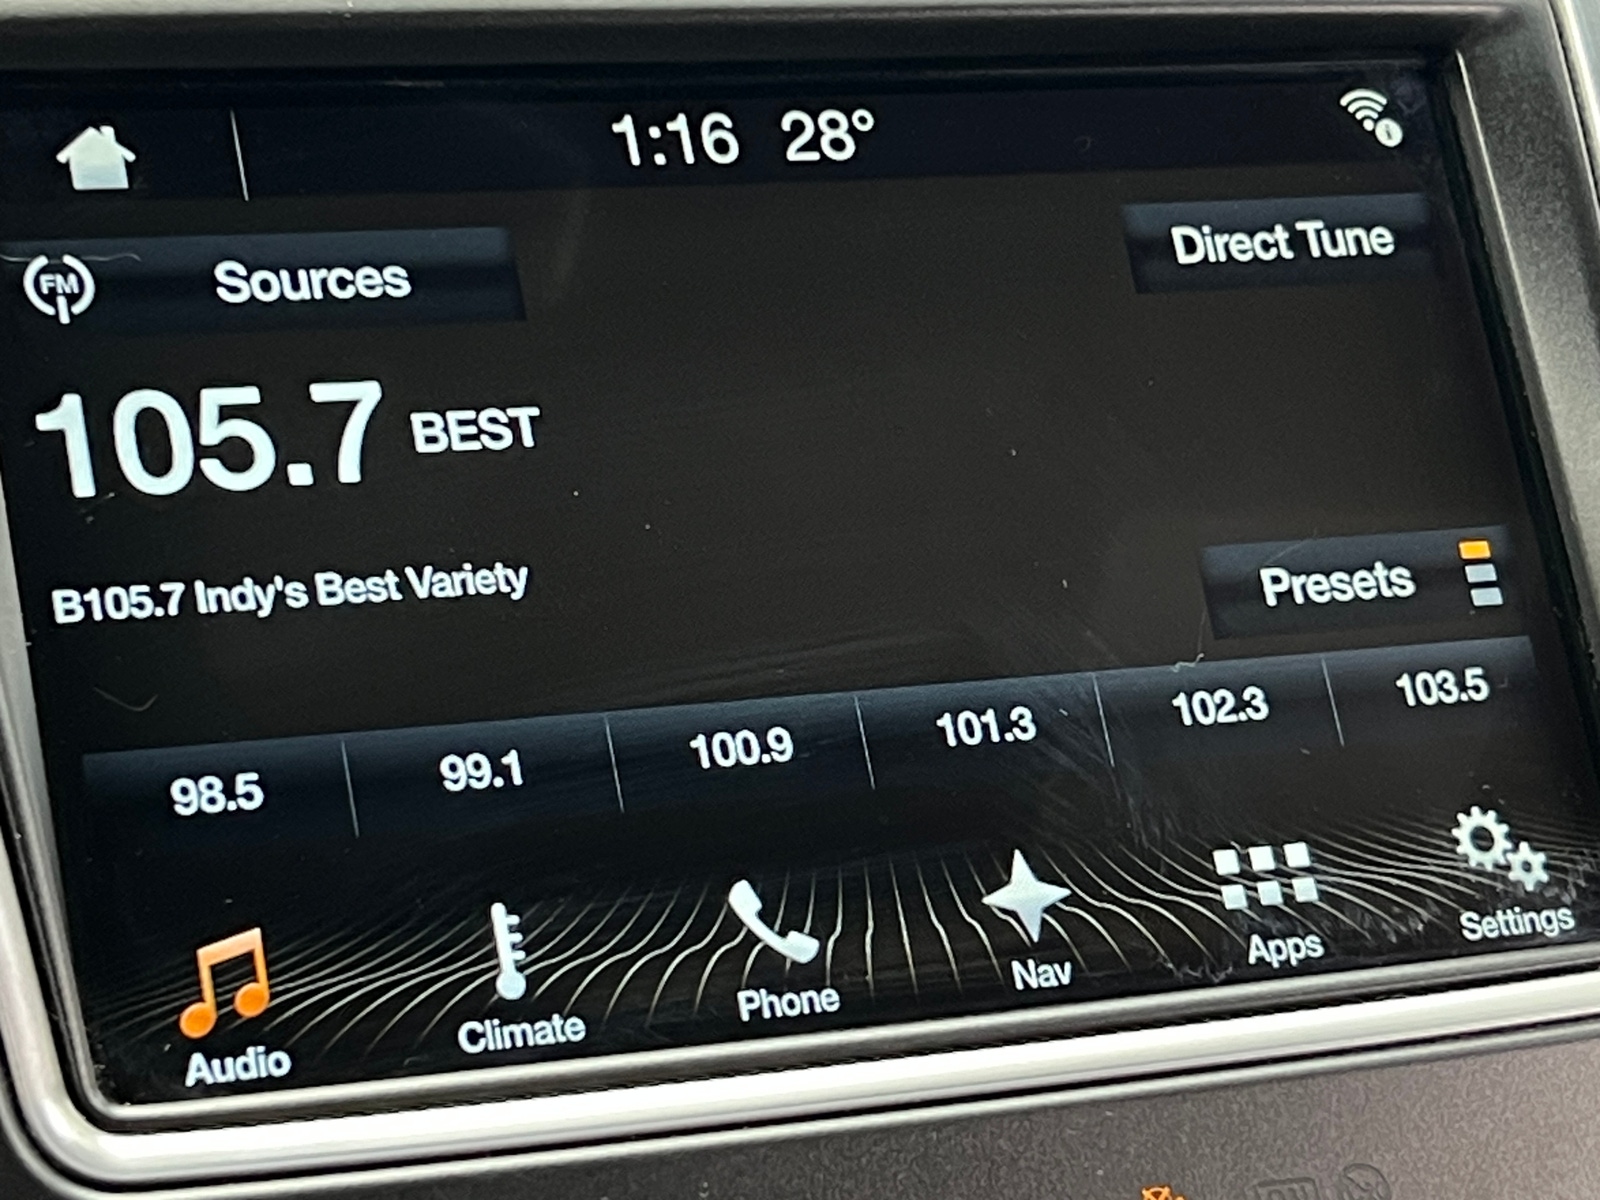 1:16 28°
FM Sources
Direct Tune
105.7 BEST
B105.7 Indy's Best Variety
Presets
98.5 99.1 100.9 101.3 102.3 103.5
Audio Climate Phone Nav Apps Settings